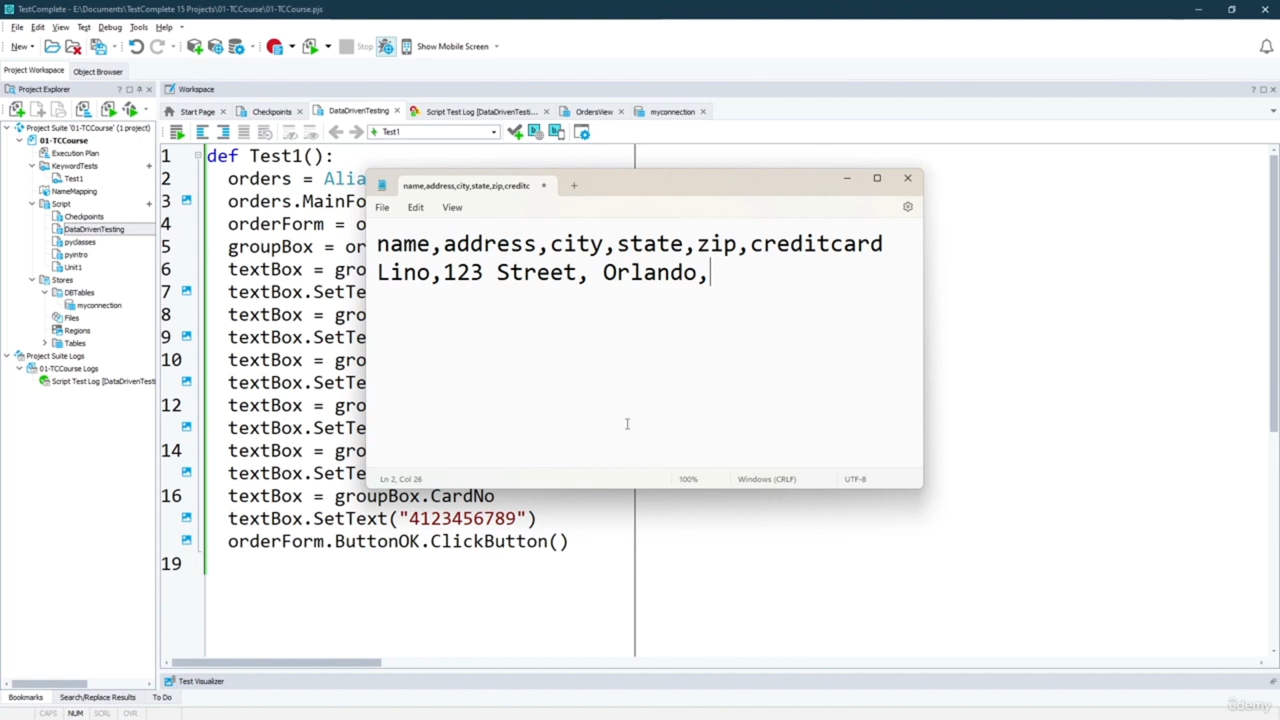 TestComplete - E:\Documents\TestComplete 15 Projects\01-TCCourse\01-TCCourse.pjs
File Edit View Test Debug Tools Help
New Stop Show Mobile Screen
Project Workspace Object Browser
Project Explorer
Workspace
Start Page Checkpoints DataDrivenTesting Script Test Log [DataDrivenTesti... OrdersView myconnection
Test1
Project Suite '01-TCCourse' (1 project)
01-TCCourse
Execution Plan
KeywordTests
Test1
NameMapping
Script
Checkpoints
DataDrivenTesting
pyclasses
pyintro
Unit1
Stores
DBTables
myconnection
Files
Regions
Tables
Project Suite Logs
01-TCCourse Logs
Script Test Log [DataDrivenTesti
1 def Test1():
2 orders = Alia
3 orders.MainFo
4 orderForm = o
5 groupBox = or
6 textBox = gro
7 textBox.SetTe
8 textBox = gro
9 textBox.SetTe
10 textBox = gro
textBox.SetTe
12 textBox = gro
textBox.SetTe
14 textBox = gro
textBox.SetTe
16 textBox = groupBox.CardNo
textBox.SetText("4123456789")
orderForm.ButtonOK.ClickButton()
19
name,address,city,state,zip,creditc
File Edit View
name,address,city,state,zip,creditcard
Lino,123 Street, Orlando,
Ln 2, Col 26 100% Windows (CRLF) UTF-8
Test Visualizer
Bookmarks Search/Replace Results To Do
CAPS NUM SCRL OVR
ûdemy